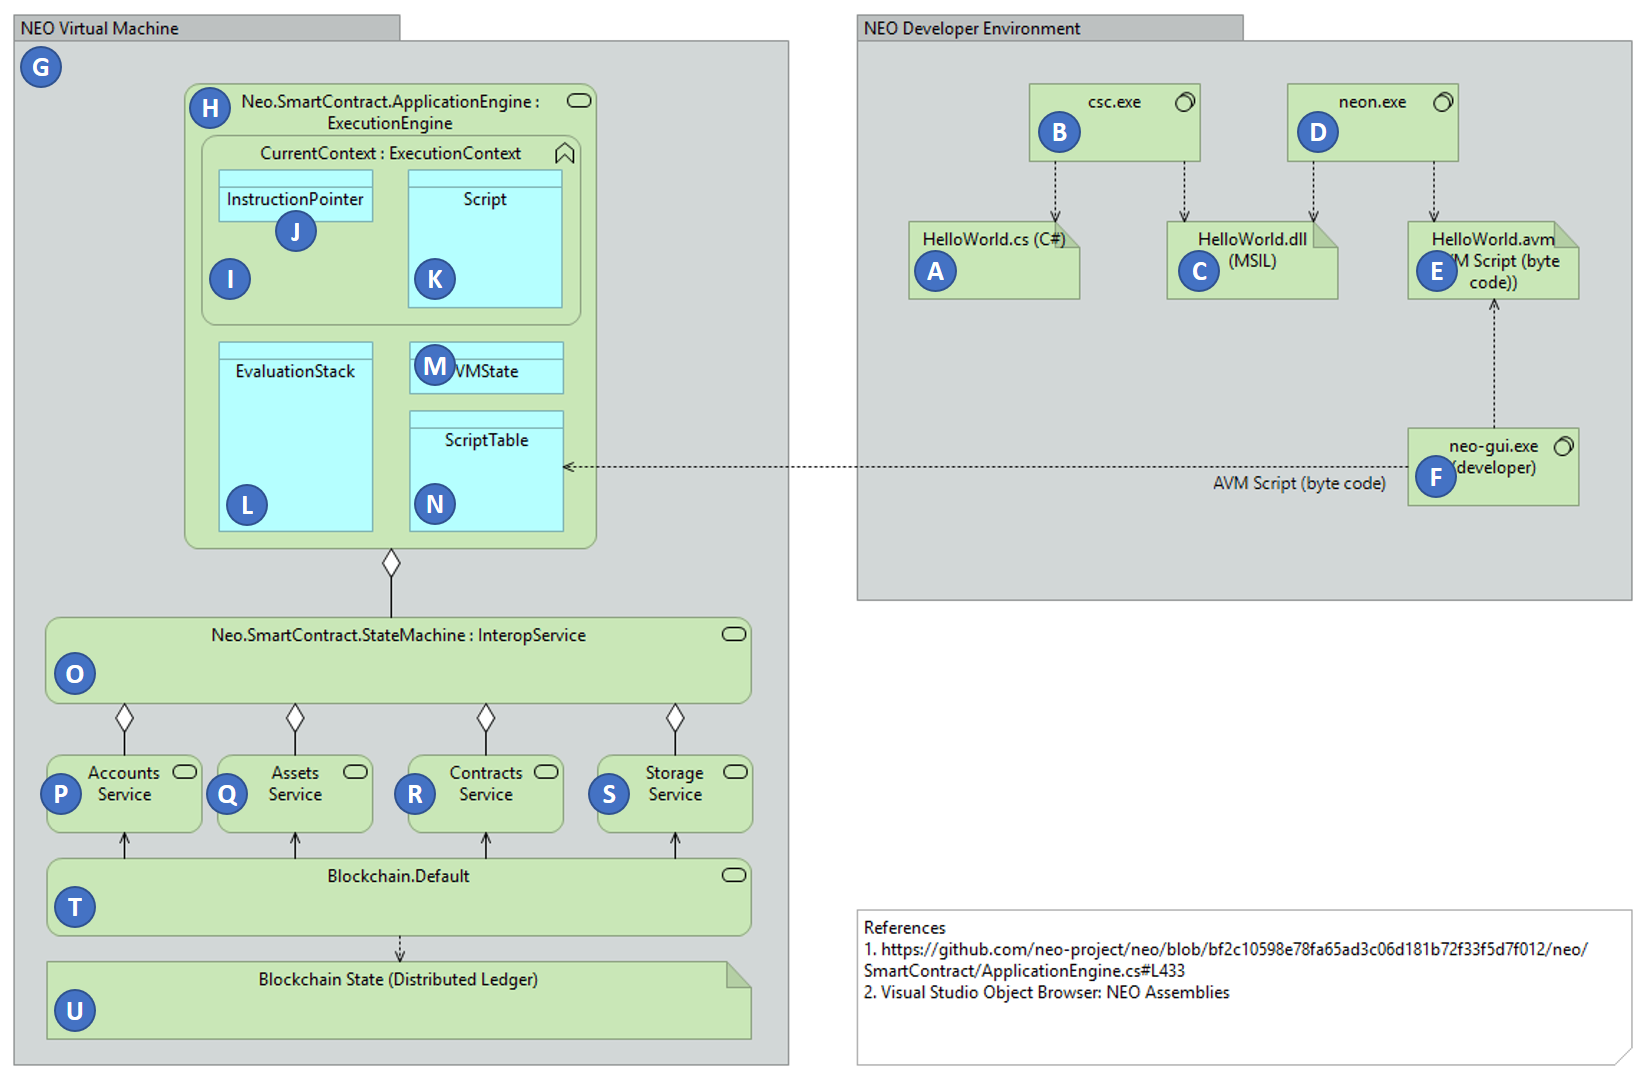 NEO Virtual Machine
G
H
Neo.SmartContract.ApplicationEngine :
ExecutionEngine
CurrentContext : ExecutionContext
InstructionPointer
J
I
Script
K
EvaluationStack
L
M
VMState
ScriptTable
N
Neo.SmartContract.StateMachine : InteropService
O
Accounts
Service
P
Assets
Service
Q
Contracts
Service
R
Storage
Service
S
Blockchain.Default
T
Blockchain State (Distributed Ledger)
U
NEO Developer Environment
csc.exe
B
neon.exe
D
HelloWorld.cs (C#)
A
HelloWorld.dll
(MSIL)
C
HelloWorld.avm
Script (byte
code))
E
neo-gui.exe
(developer)
F
AVM Script (byte code)
References
1. https://github.com/neo-project/neo/blob/bf2c10598e78fa65ad3c06d181b72f33f5d7f012/neo/
SmartContract/ApplicationEngine.cs#L433
2. Visual Studio Object Browser: NEO Assemblies